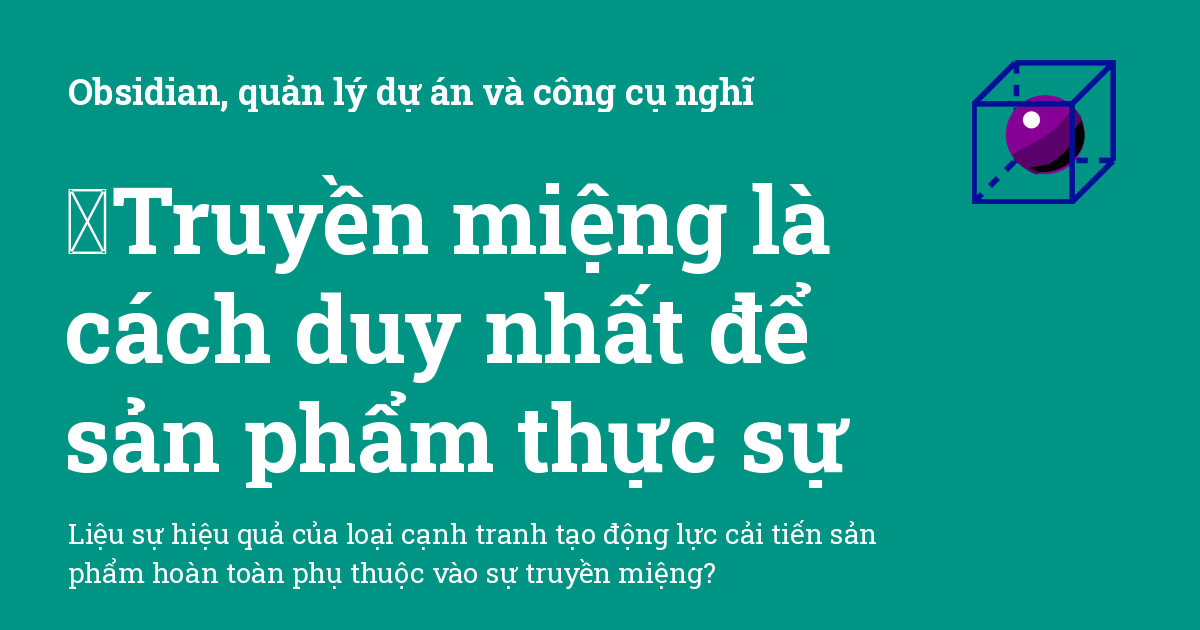 Obsidian, quản lý dự án và công cụ nghĩ
Truyền miệng là
cách duy nhất để
sản phẩm thực sự
Liệu sự hiệu quả của loại cạnh tranh tạo động lực cải tiến sản
phẩm hoàn toàn phụ thuộc vào sự truyền miệng?